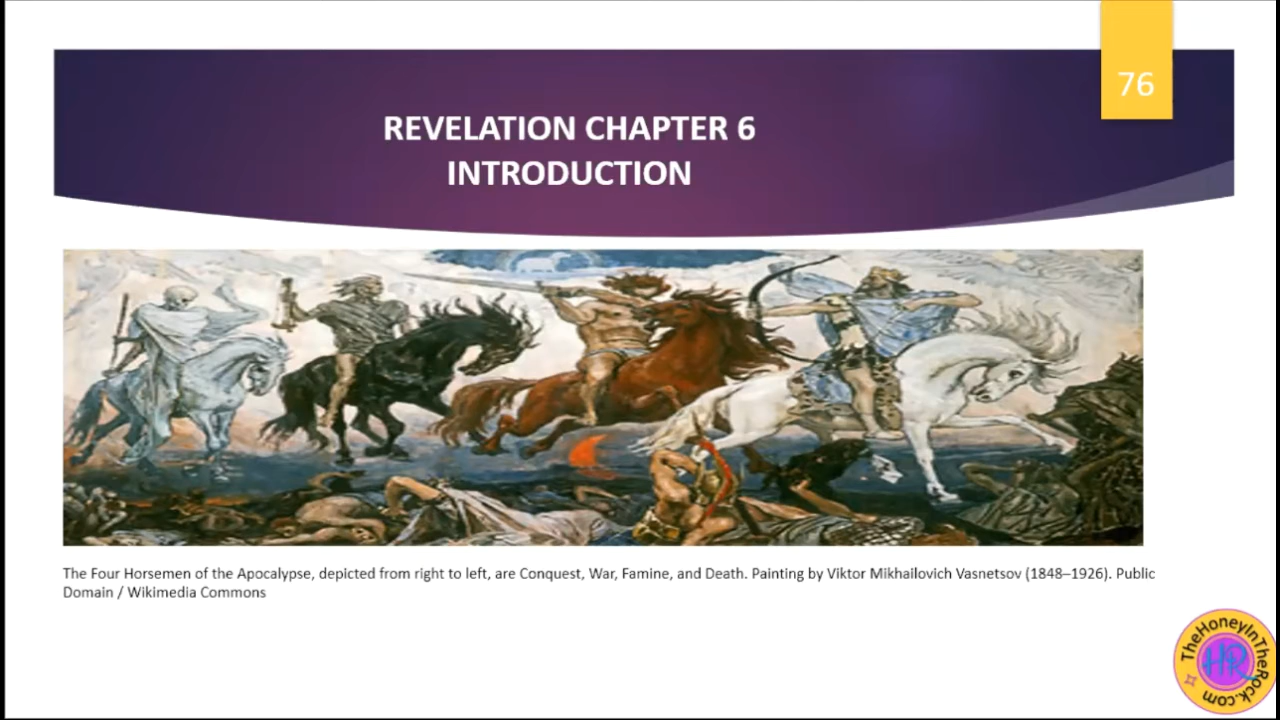 76
REVELATION CHAPTER 6
INTRODUCTION
The Four Horsemen of the Apocalypse, depicted from right to left, are Conquest, War, Famine, and Death. Painting by Viktor Mikhailovich Vasnetsov (1848–1926). Public
Domain / Wikimedia Commons
TheHoneyInTheRock
.com
HR